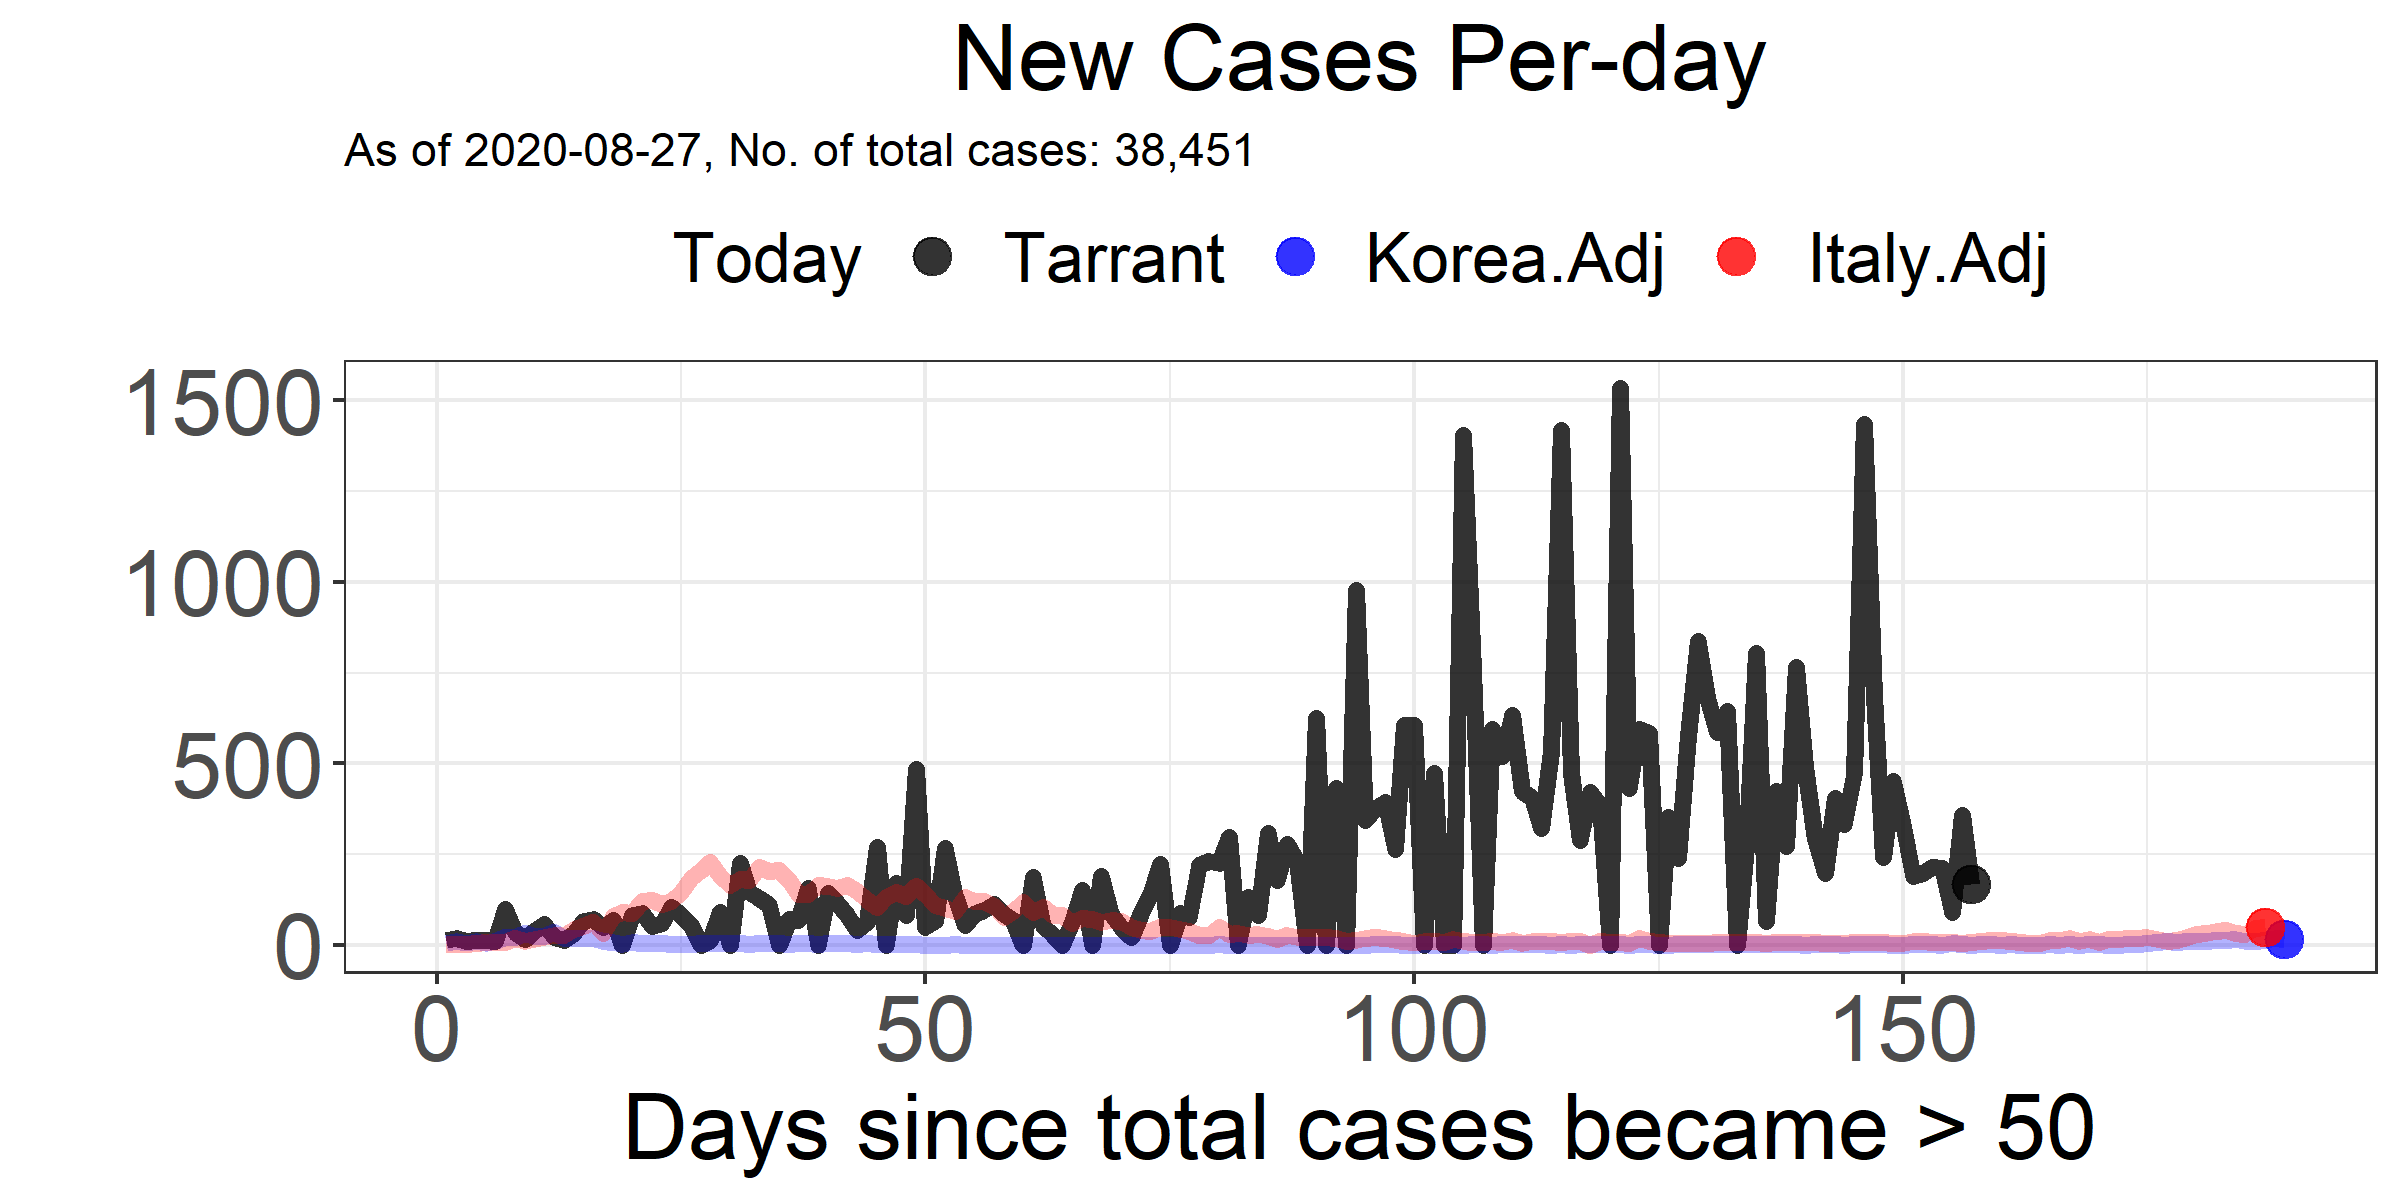 New Cases Per-day
As of 2020-08-27, No. of total cases: 38,451
Today Tarrant Korea.Adj Italy.Adj
1500
1000
500
0
0 50 100 150
Days since total cases became > 50